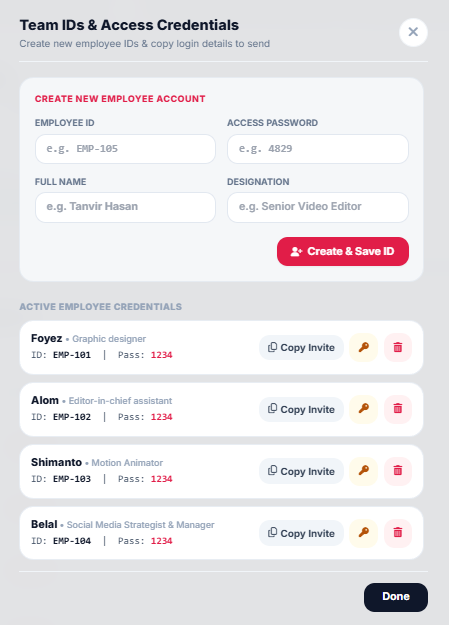 Team IDs & Access Credentials
Create new employee IDs & copy login details to send
CREATE NEW EMPLOYEE ACCOUNT
EMPLOYEE ID
ACCESS PASSWORD
e.g. EMP-105
e.g. 4829
FULL NAME
DESIGNATION
e.g. Tanvir Hasan
e.g. Senior Video Editor
Create & Save ID
ACTIVE EMPLOYEE CREDENTIALS
Foyez • Graphic designer
ID: EMP-101 | Pass: 1234
Copy Invite
Alom • Editor-in-chief assistant
ID: EMP-102 | Pass: 1234
Copy Invite
Shimanto • Motion Animator
ID: EMP-103 | Pass: 1234
Copy Invite
Belal • Social Media Strategist & Manager
ID: EMP-104 | Pass: 1234
Copy Invite
Done